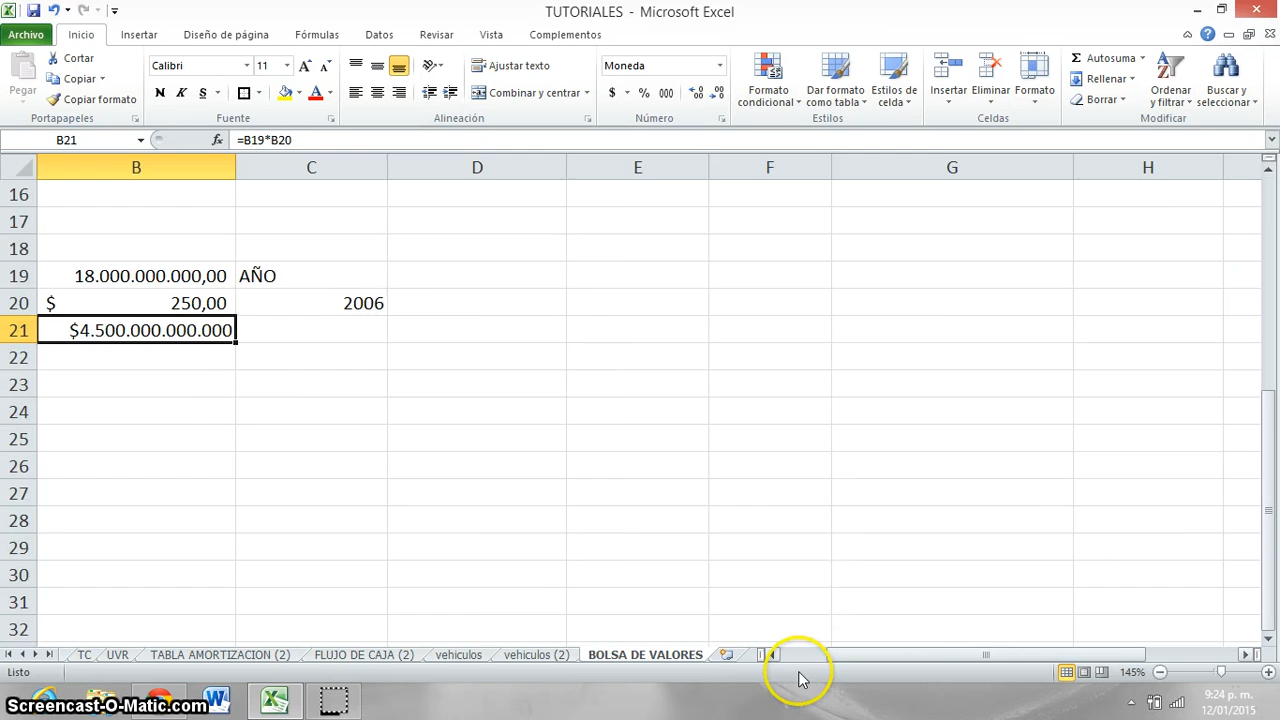 TUTORIALES - Microsoft Excel
Archivo Inicio Insertar Diseño de página Fórmulas Datos Revisar Vista Complementos
Pegar
Cortar
Copiar
Copiar formato
Portapapeles
Calibri 11
N K S
Fuente
Ajustar texto
Combinar y centrar
Alineación
Moneda
$ % 000
Número
Formato condicional
Dar formato como tabla
Estilos de celda
Estilos
Insertar Eliminar Formato
Celdas
Autosuma
Rellenar
Borrar
Ordenar y filtrar
Buscar y seleccionar
Modificar
B21 fx =B19*B20
B C D E F G H
16
17
18
19 18.000.000.000,00 AÑO
20 $ 250,00 2006
21 $4.500.000.000.000
22
23
24
25
26
27
28
29
30
31
32
TC UVR TABLA AMORTIZACION (2) FLUJO DE CAJA (2) vehiculos vehiculos (2) BOLSA DE VALORES
Listo 145%
Screencast-O-Matic.com
9:24 p. m.
12/01/2015